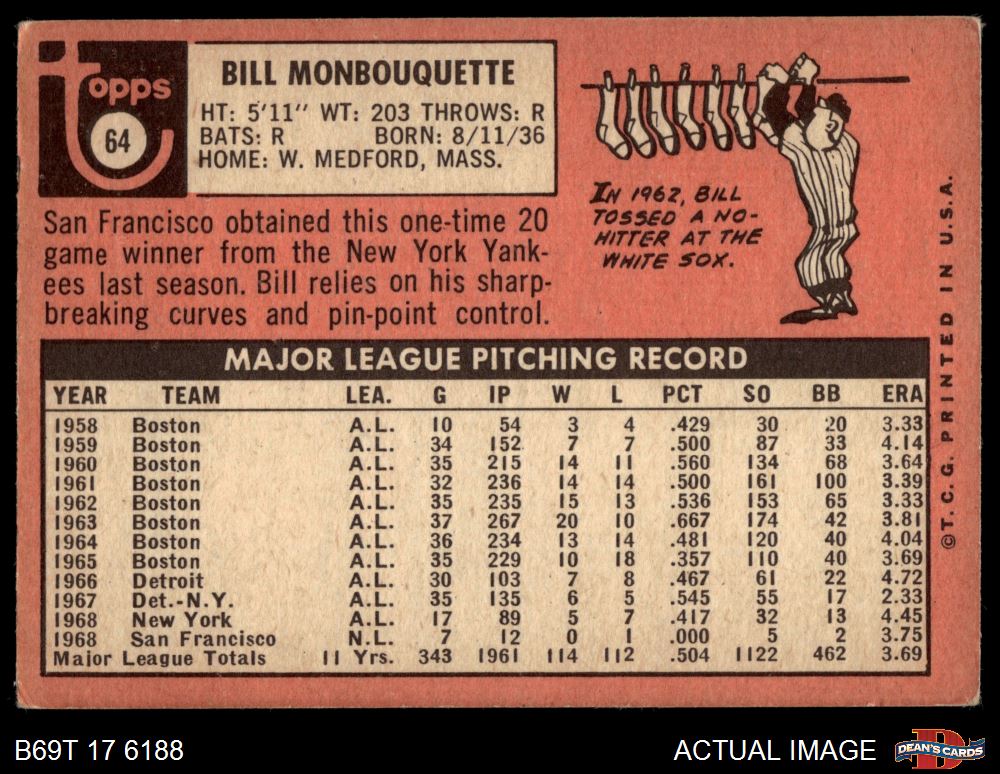 topps
64
BILL MONBOUQUETTE
HT: 5'11" WT: 203 THROWS: R
BATS: R BORN: 8/11/36
HOME: W. MEDFORD, MASS.
San Francisco obtained this one-time 20
game winner from the New York Yank-
ees last season. Bill relies on his sharp-
breaking curves and pin-point control.
IN 1962, BILL
TOSSED A NO-
HITTER AT THE
WHITE SOX.
MAJOR LEAGUE PITCHING RECORD
YEAR TEAM LEA. G IP W L PCT SO BB ERA
1958 Boston A.L. 10 54 3 4 .429 30 20 3.33
1959 Boston A.L. 34 152 7 7 .500 87 33 4.14
1960 Boston A.L. 35 215 14 11 .560 134 68 3.64
1961 Boston A.L. 32 236 14 14 .500 161 100 3.39
1962 Boston A.L. 35 235 15 13 .536 153 65 3.33
1963 Boston A.L. 37 267 20 10 .667 174 42 3.81
1964 Boston A.L. 36 234 13 14 .481 120 40 4.04
1965 Boston A.L. 35 229 10 18 .357 110 40 3.69
1966 Detroit A.L. 30 103 7 8 .467 61 22 4.72
1967 Det.-N.Y. A.L. 35 135 6 5 .545 55 17 2.33
1968 New York A.L. 17 89 5 7 .417 32 13 4.45
1968 San Francisco N.L. 7 12 0 1 .000 5 2 3.75
Major League Totals 11 Yrs. 343 1961 114 112 .504 1122 462 3.69
©T.C.G. PRINTED IN U.S.A.
B69T 17 6188
ACTUAL IMAGE
D
DEAN'S CARDS